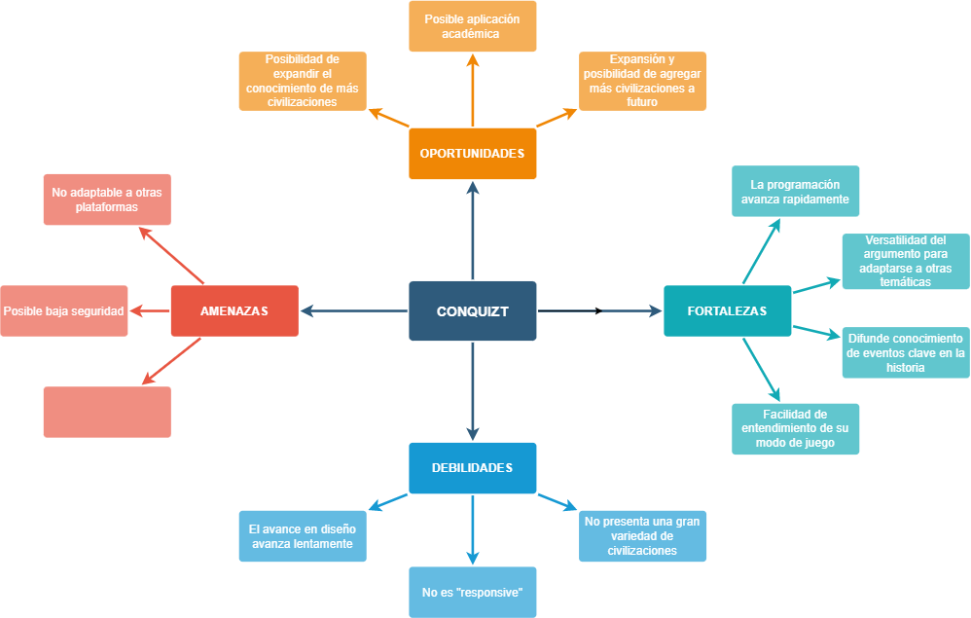 Posible aplicación
académica
Posibilidad de
expandir el
conocimiento de más
civilizaciones
Expansión y
posibilidad de agregar
más civilizaciones a
futuro
OPORTUNIDADES
No adaptable a otras
plataformas
La programación
avanza rapidamente
Versatilidad del
argumento para
adaptarse a otras
temáticas
Posible baja seguridad
AMENAZAS
CONQUIZT
FORTALEZAS
Difunde conocimiento
de eventos clave en la
historia
Facilidad de
entendimiento de su
modo de juego
DEBILIDADES
El avance en diseño
avanza lentamente
No presenta una gran
variedad de
civilizaciones
No es "responsive"